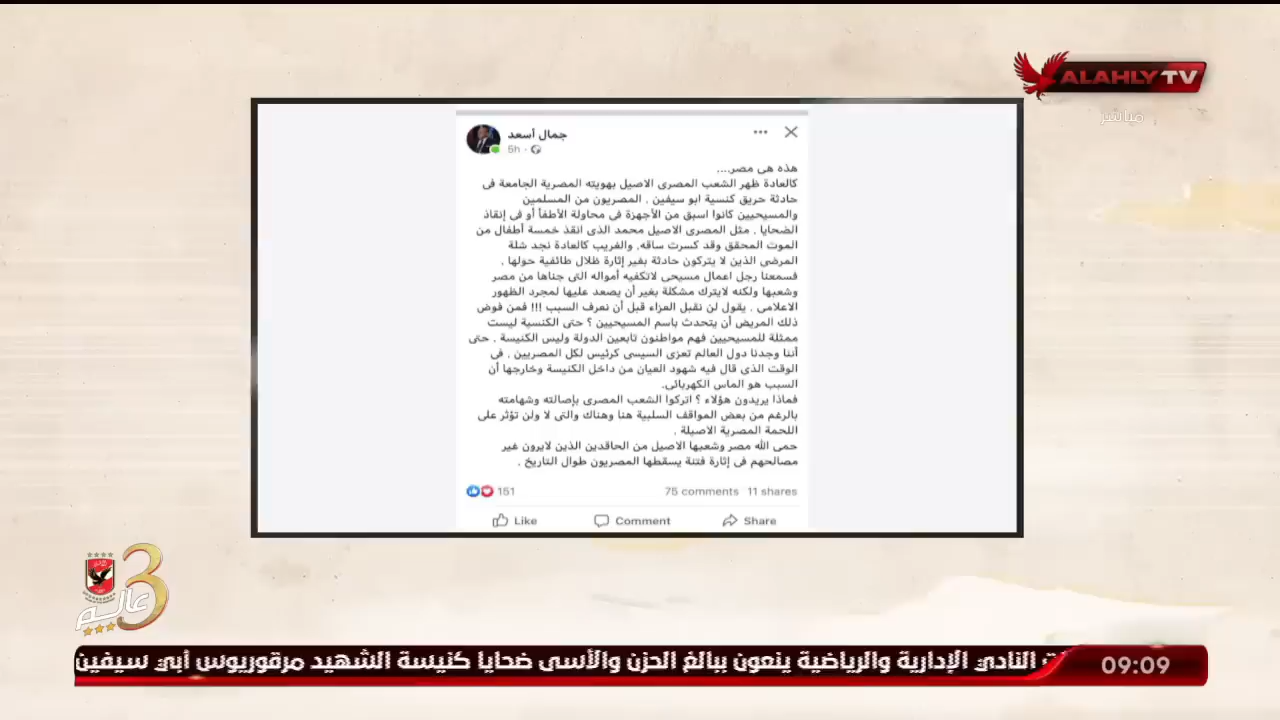 ALAHLY TV
مباشر
جمال أسعد
5h
هذه هى مصر....
كالعادة ظهر الشعب المصرى الاصيل بهويته المصرية الجامعة فى
حادثة حريق كنسية ابو سيفين . المصريون من المسلمين
والمسيحيين كانوا اسبق من الأجهزة فى محاولة الأطفأ أو فى إنقاذ
الضحايا . مثل المصرى الاصيل محمد الذى انقذ خمسة أطفال من
الموت المحقق وقد كسرت ساقه. والغريب كالعادة نجد شلة
المرضى الذين لا يتركون حادثة بغير إثارة ظلال طائفية حولها .
فسمعنا رجل اعمال مسيحى لاتكفيه أمواله التى جناها من مصر
وشعبها ولكنه لايترك مشكلة بغير أن يصعد عليها لمجرد الظهور
الاعلامى . يقول لن نقبل العزاء قبل أن نعرف السبب !!! فمن فوض
ذلك المريض أن يتحدث باسم المسيحيين ؟ حتى الكنسية ليست
ممثلة للمسيحيين فهم مواطنون تابعين الدولة وليس الكنيسة . حتى
أننا وجدنا دول العالم تعزى السيسى كرئيس لكل المصريين . فى
الوقت الذى قال فيه شهود العيان من داخل الكنيسة وخارجها أن
السبب هو الماس الكهربائى.
فماذا يريدون هؤلاء ؟ اتركوا الشعب المصرى بإصالته وشهامته
بالرغم من بعض المواقف السلبية هنا وهناك والتى لا ولن تؤثر على
اللحمة المصرية الاصيلة .
حمى الله مصر وشعبها الاصيل من الحاقدين الذين لايرون غير
مصالحهم فى إثارة فتنة يسقطها المصريون طوال التاريخ .
151
75 comments 11 shares
Like Comment Share
3
عالم
النادي الإدارية والرياضية ينعون ببالغ الحزن والأسى ضحايا كنيسة الشهيد مرقوريوس أبي سيفين
09:09